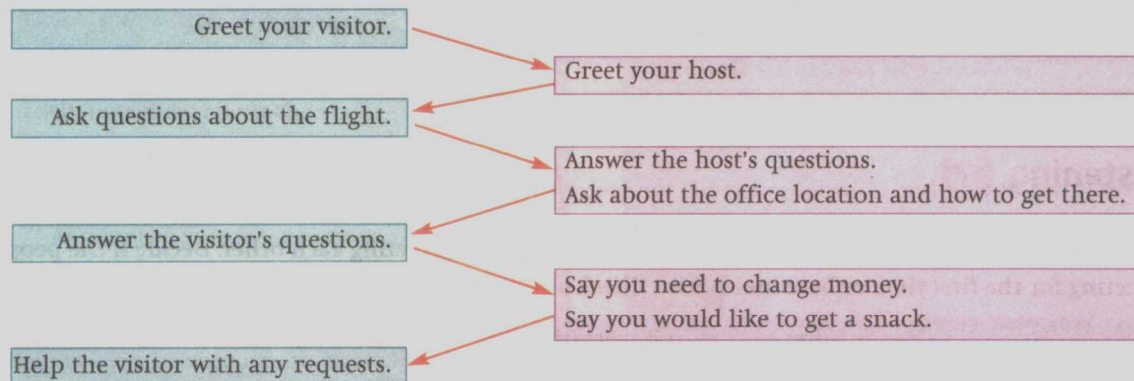 Greet your visitor.
Greet your host.
Ask questions about the flight.
Answer the host's questions.
Ask about the office location and how to get there.
Answer the visitor's questions.
Say you need to change money.
Say you would like to get a snack.
Help the visitor with any requests.